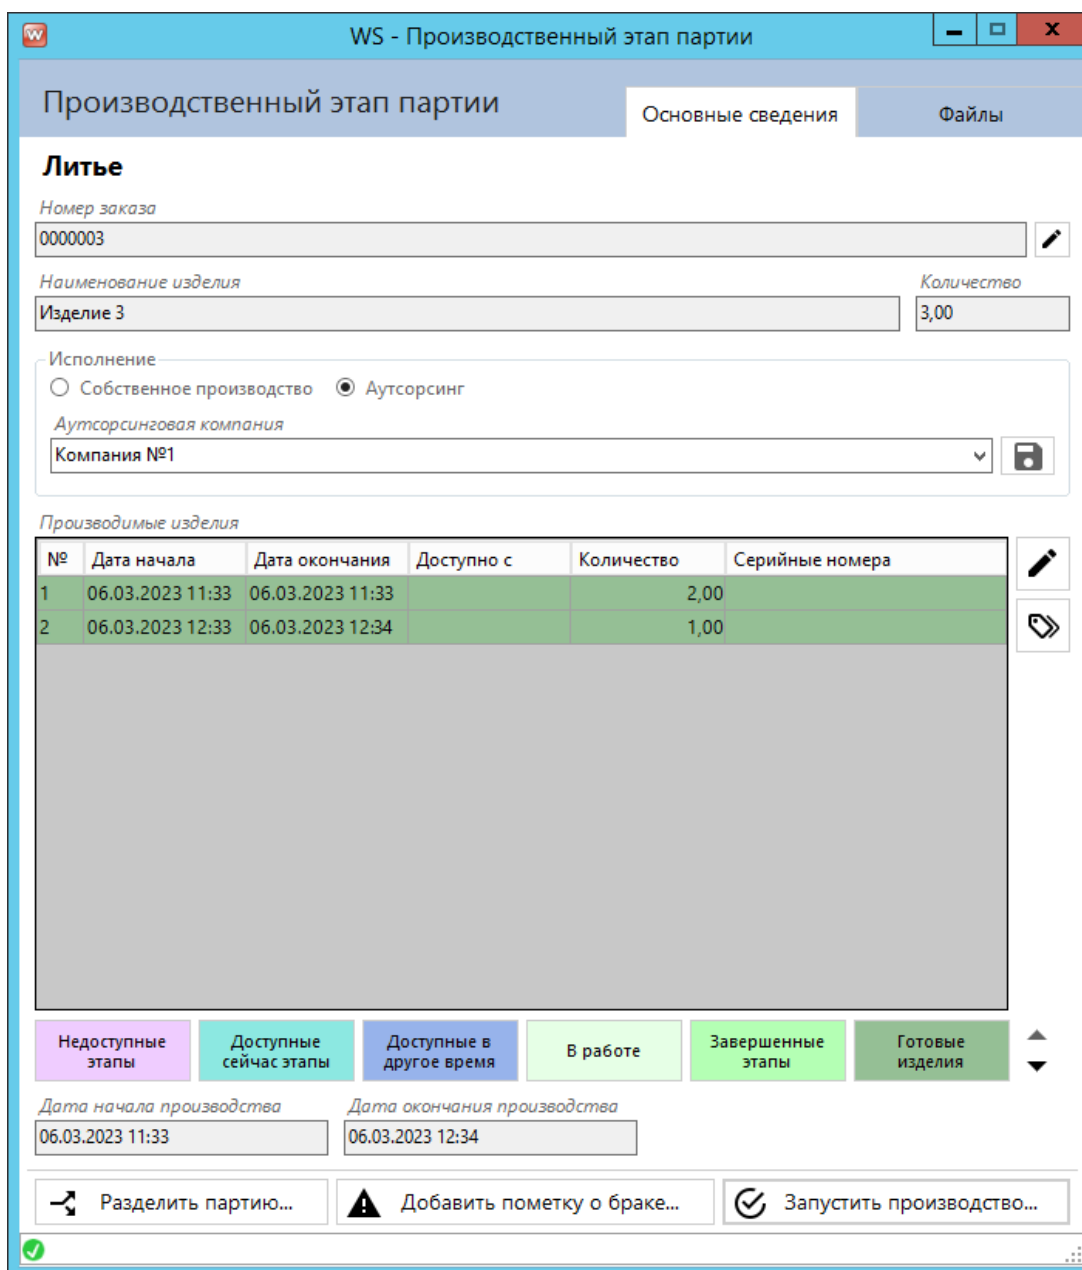 WS - Производственный этап партии
Производственный этап партии
Основные сведения
Файлы
Литье
Номер заказа
0000003
Наименование изделия
Количество
Изделие 3
3,00
Исполнение
Собственное производство
Аутсорсинг
Аутсорсинговая компания
Компания №1
Производимые изделия
№ Дата начала Дата окончания Доступно с Количество Серийные номера
1 06.03.2023 11:33 06.03.2023 11:33 2,00
2 06.03.2023 12:33 06.03.2023 12:34 1,00
Недоступные
этапы
Доступные
сейчас этапы
Доступные в
другое время
В работе
Завершенные
этапы
Готовые
изделия
Дата начала производства
Дата окончания производства
06.03.2023 11:33
06.03.2023 12:34
Разделить партию...
Добавить пометку о браке...
Запустить производство...